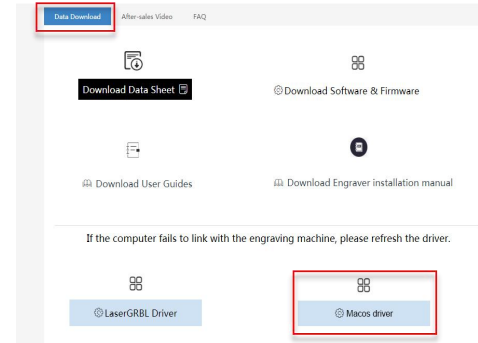 Data Download After-sales Video FAQ
Download Data Sheet
Download Software & Firmware
Download User Guides
Download Engraver installation manual
If the computer fails to link with the engraving machine, please refresh the driver.
LaserGRBL Driver
Macos driver